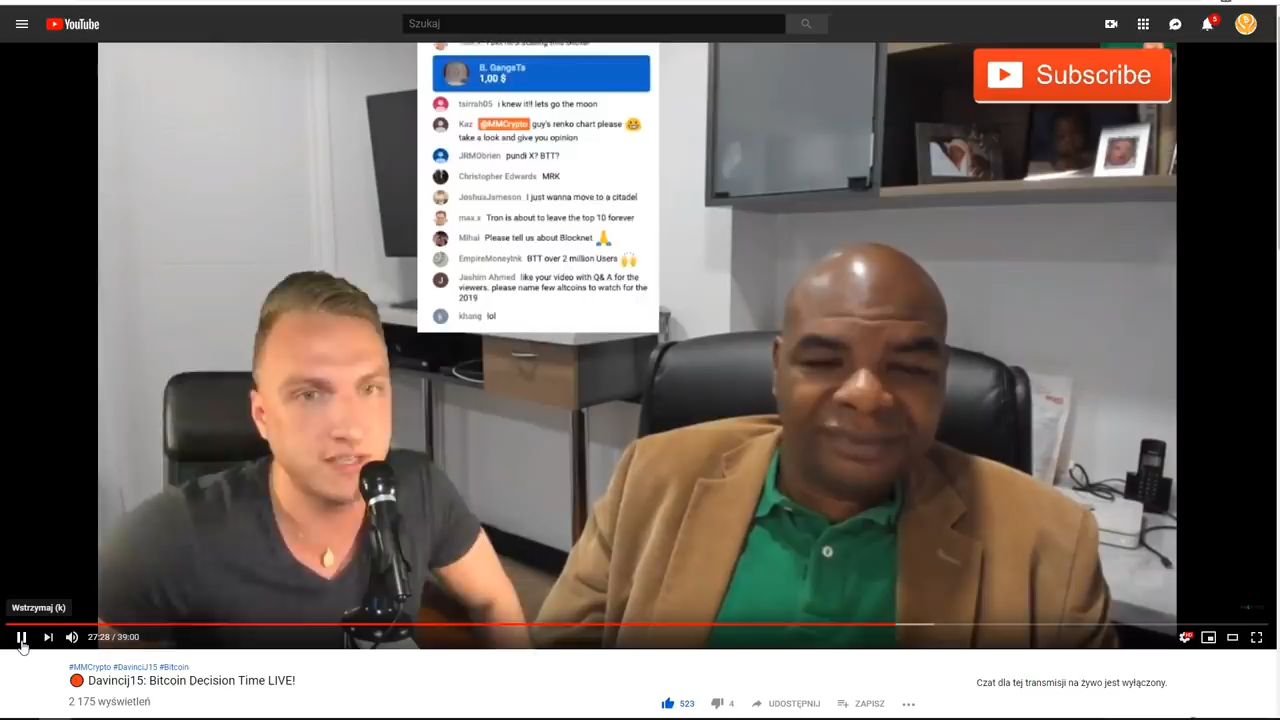 YouTube
Szukaj
5
Subscribe
B. GangsTa
1,00 $
tsirrah05 i knew it!! lets go the moon
Kaz @MMCrypto guy's renko chart please
take a look and give you opinion
JRMObrien pundi X? BTT?
Christopher Edwards MRK
JoshuaJameson I just wanna move to a citadel
max.x Tron is about to leave the top 10 forever
Mihai Please tell us about Blocknet
EmpireMoneyInk BTT over 2 million Users
Jashim Ahmed like your video with Q& A for the
viewers. please name few altcoins to watch for the
2019
khang lol
Wstrzymaj (k)
27:28 / 39:00
HD
#MMCrypto #DavinciJ15 #Bitcoin
Davincij15: Bitcoin Decision Time LIVE!
2 175 wyświetleń
523
4
UDOSTĘPNIJ
ZAPISZ
Czat dla tej transmisji na żywo jest wyłączony.